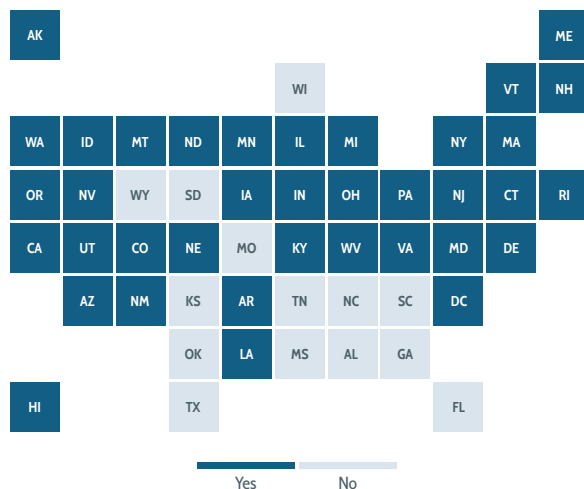 AK ME
WI VT NH
WA ID MT ND MN IL MI NY MA
OR NV WY SD IA IN OH PA NJ CT RI
CA UT CO NE MO KY WV VA MD DE
AZ NM KS AR TN NC SC DC
OK LA MS AL GA
HI TX FL
Yes No